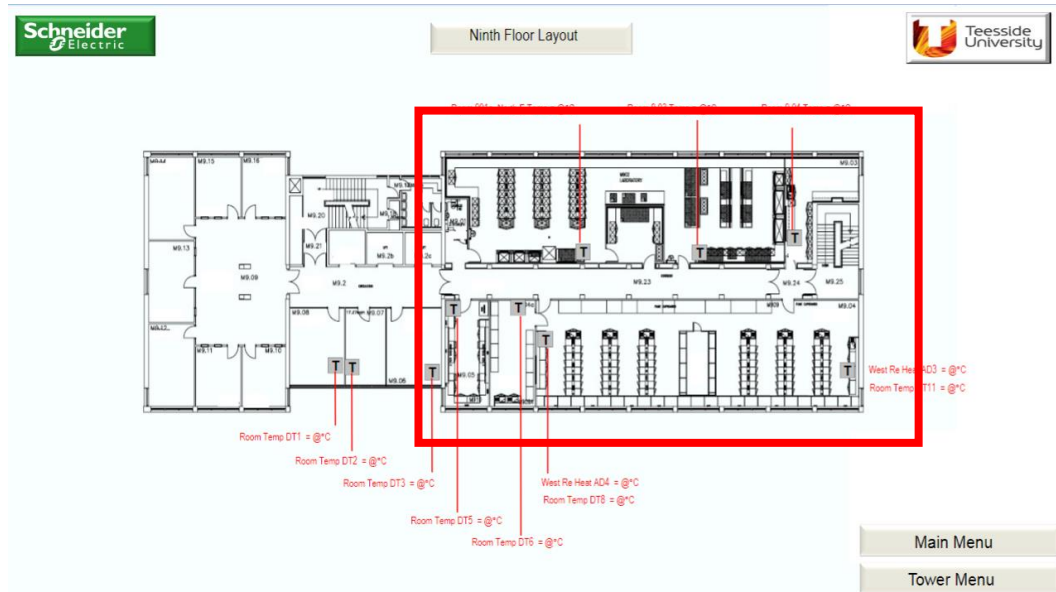 Schneider
Electric
Ninth Floor Layout
Teesside
University
M9.15
M9.16
M9.03
M9.20
M9.21
M9.13
M9.09
M9.2
M9.2b
M9.23
M9.24
M9.25
M9.08
M9.07
M9.04
M9.11
M9.10
M9.06
M9.05
LABORATORY
T
T
T
T
T
T
T
T
T
T
West Re Heat AD3 = @°C
Room Temp DT11 = @°C
Room Temp DT1 = @°C
Room Temp DT2 = @°C
Room Temp DT3 = @°C
West Re Heat AD4 = @°C
Room Temp DT8 = @°C
Room Temp DT5 = @°C
Room Temp DT6 = @°C
Main Menu
Tower Menu